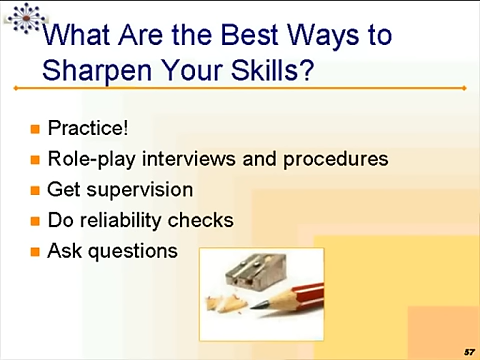 What Are the Best Ways to
Sharpen Your Skills?
Practice!
Role-play interviews and procedures
Get supervision
Do reliability checks
Ask questions
57